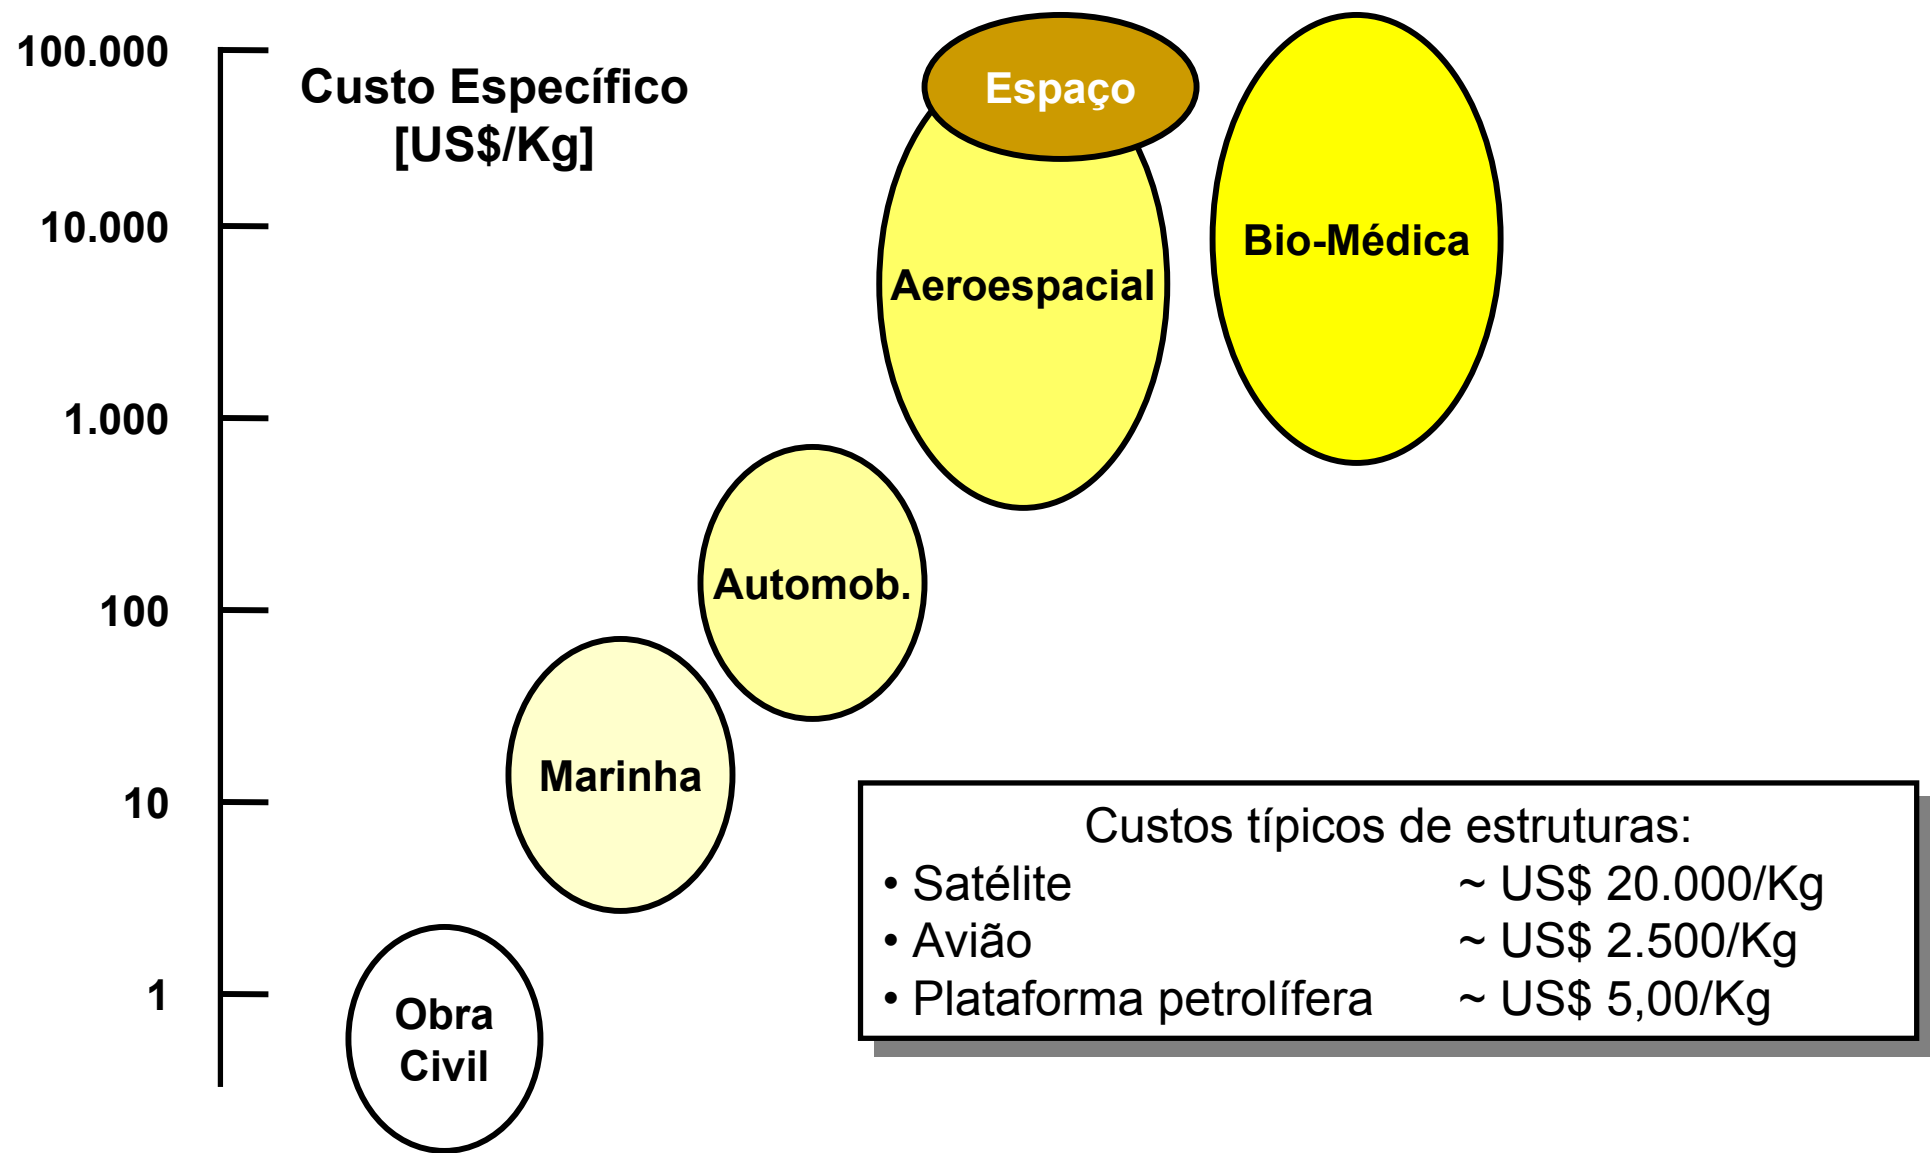 100.000
Custo Específico
[US$/Kg]
Espaço
10.000
Bio-Médica
Aeroespacial
1.000
Automob.
100
Marinha
10
Custos típicos de estruturas:
• Satélite ~ US$ 20.000/Kg
• Avião ~ US$ 2.500/Kg
• Plataforma petrolífera ~ US$ 5,00/Kg
1
Obra
Civil